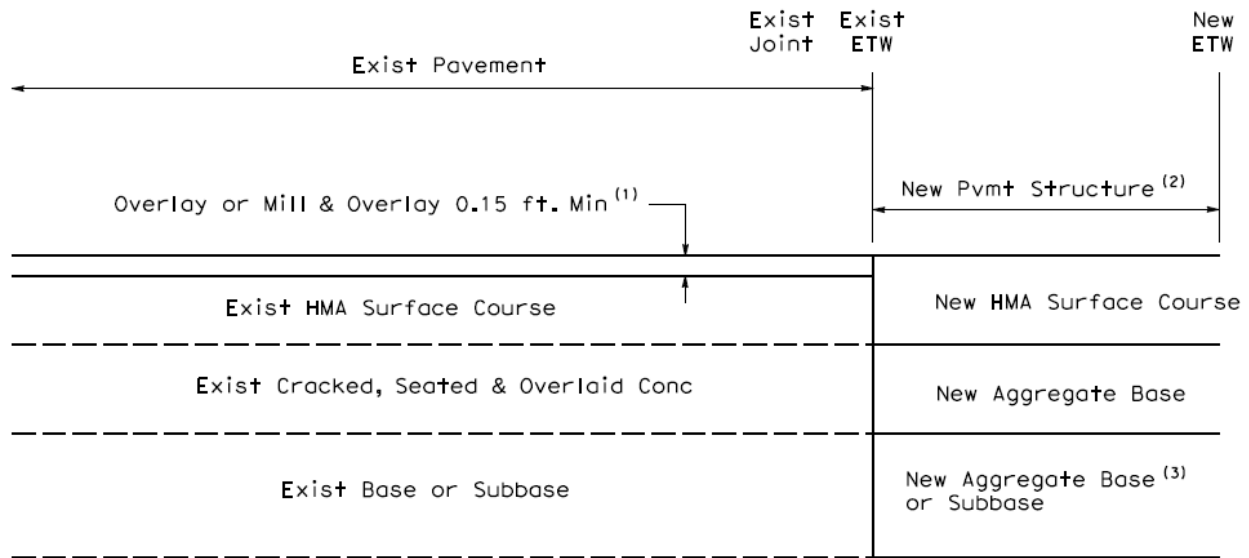 Exist Exist New
Joint ETW ETW
Exist Pavement
Overlay or Mill & Overlay 0.15 ft. Min (1)
New Pvmt Structure (2)
Exist HMA Surface Course
New HMA Surface Course
Exist Cracked, Seated & Overlaid Conc
New Aggregate Base
Exist Base or Subbase
New Aggregate Base (3)
or Subbase